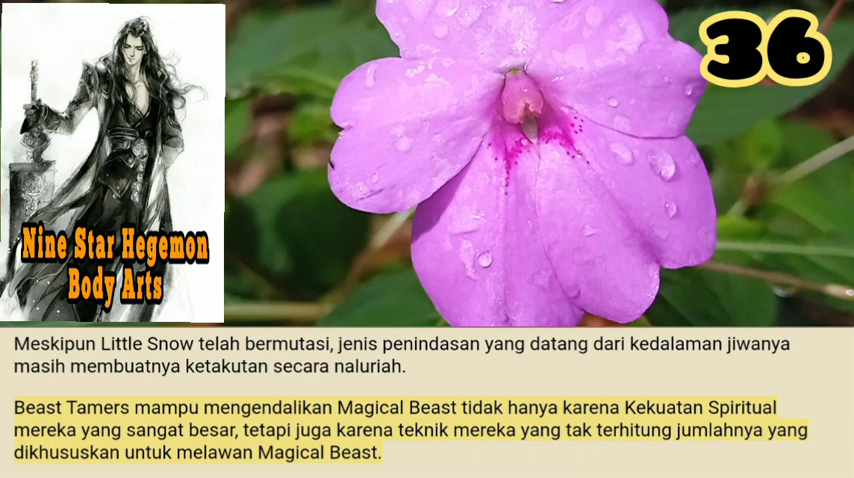 36
Nine Star Hegemon
Body Arts
Meskipun Little Snow telah bermutasi, jenis penindasan yang datang dari kedalaman jiwanya
masih membuatnya ketakutan secara naluriah.
Beast Tamers mampu mengendalikan Magical Beast tidak hanya karena Kekuatan Spiritual
mereka yang sangat besar, tetapi juga karena teknik mereka yang tak terhitung jumlahnya yang
dikhususkan untuk melawan Magical Beast.